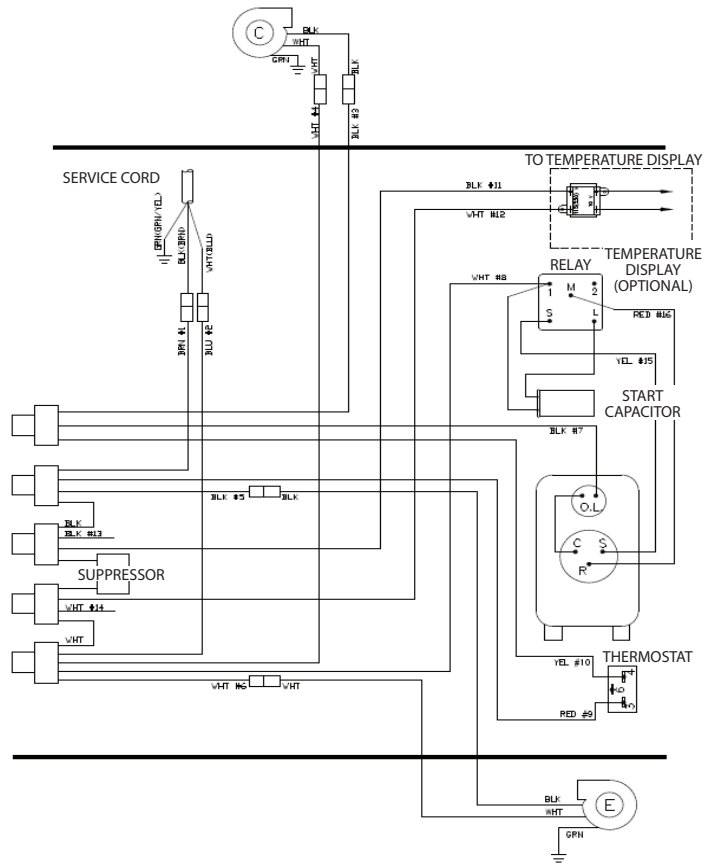 C
BLK
WHT
GRN
WHT
BLK
WHT #4
BLK #3
SERVICE CORD
GRN(GRN/YEL)
BLK(BRN)
WHT(BLU)
BRN #1
BLU #2
TO TEMPERATURE DISPLAY
BLK #11
WHT #12
TEMPERATURE
DISPLAY
(OPTIONAL)
RELAY
WHT #8
1
M
2
S
L
RED #16
YEL #15
START
CAPACITOR
BLK #7
BLK #5
BLK
O.L.
C
S
R
BLK
BLK #13
SUPPRESSOR
WHT #14
WHT
WHT #6
WHT
THERMOSTAT
YEL #10
4
6
3
RED #9
BLK
WHT
GRN
E